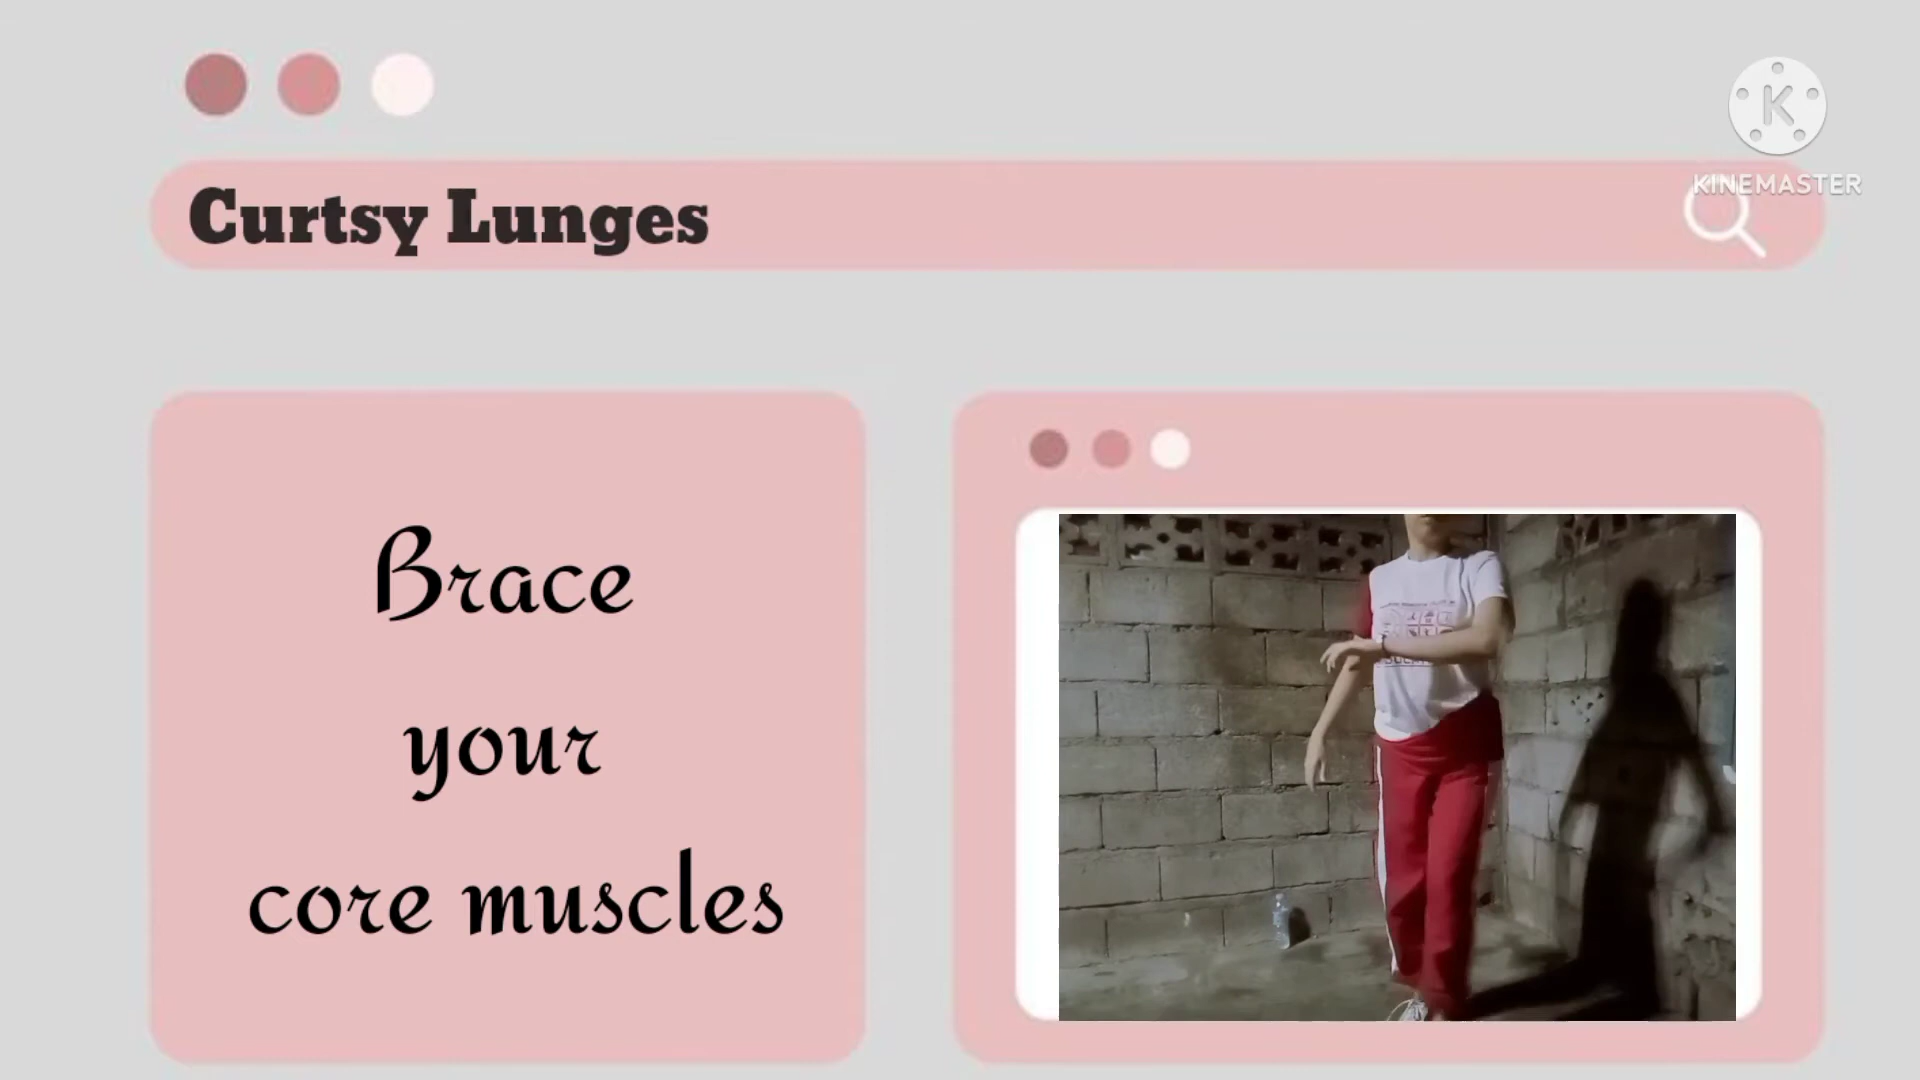 K
KINEMASTER
Curtsy Lunges
Brace
your
core muscles